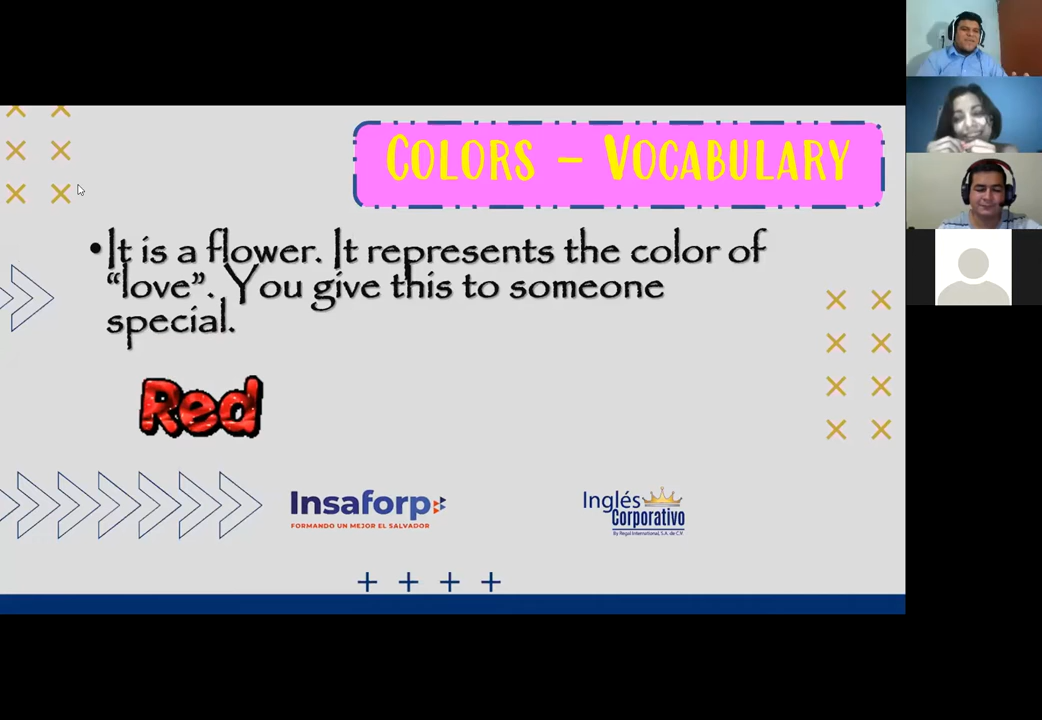 Colors – Vocabulary
•It is a flower. It represents the color of
“love”. You give this to someone
special.
Red
Insaforp
FORMANDO UN MEJOR EL SALVADOR
Inglés
Corporativo
By Regal International, S.A. de C.V